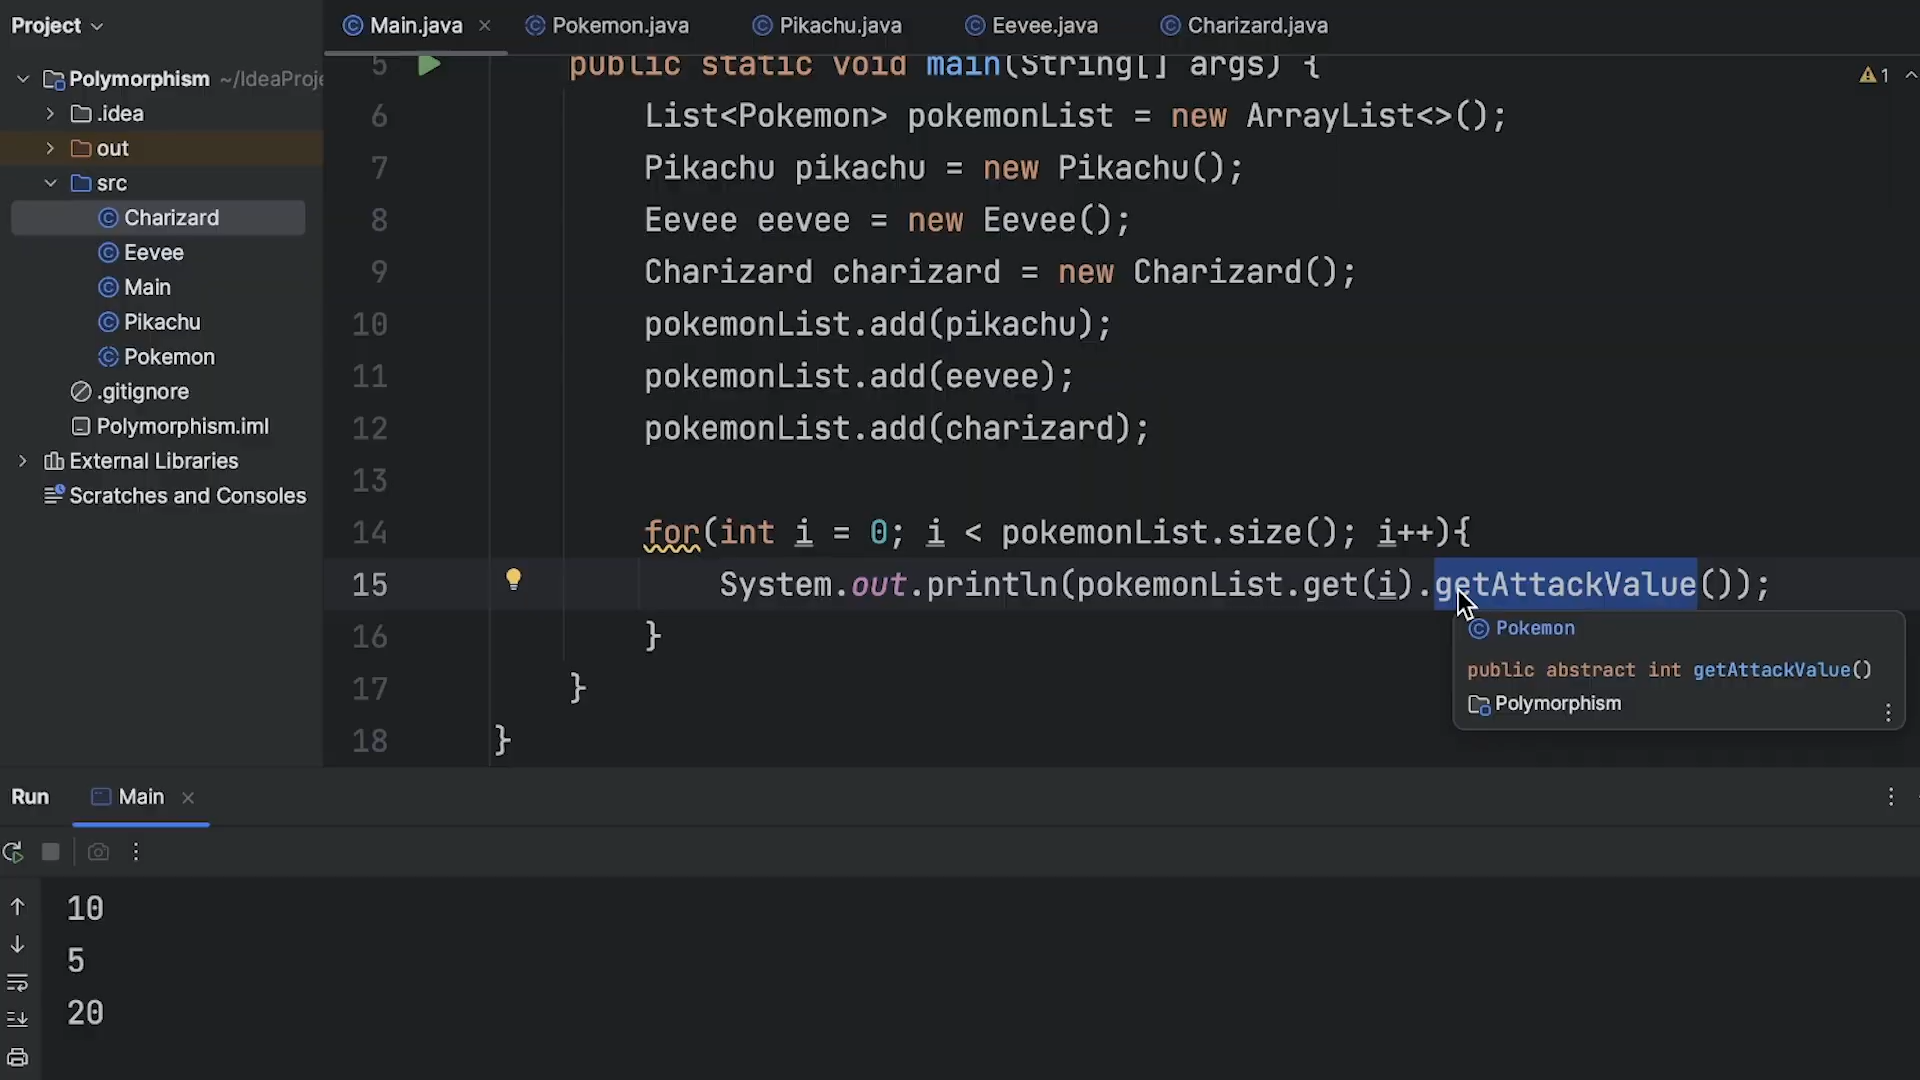 Project
Main.java
Pokemon.java
Pikachu.java
Eevee.java
Charizard.java
Polymorphism ~/IdeaProje
.idea
out
src
Charizard
Eevee
Main
Pikachu
Pokemon
.gitignore
Polymorphism.iml
External Libraries
Scratches and Consoles
1
5 public static void main(String[] args) {
6 List<Pokemon> pokemonList = new ArrayList<>();
7 Pikachu pikachu = new Pikachu();
8 Eevee eevee = new Eevee();
9 Charizard charizard = new Charizard();
10 pokemonList.add(pikachu);
11 pokemonList.add(eevee);
12 pokemonList.add(charizard);
13
14 for(int i = 0; i < pokemonList.size(); i++){
15 System.out.println(pokemonList.get(i).getAttackValue());
16 }
17 }
18 }
Pokemon
public abstract int getAttackValue()
Polymorphism
Run
Main
10
5
20